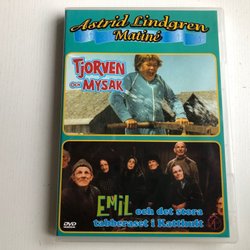 Astrid Lindgren
Matiné
TJORVEN
OCH MYSAK
EMIL och det stora
tabberaset i Katthult
DVD